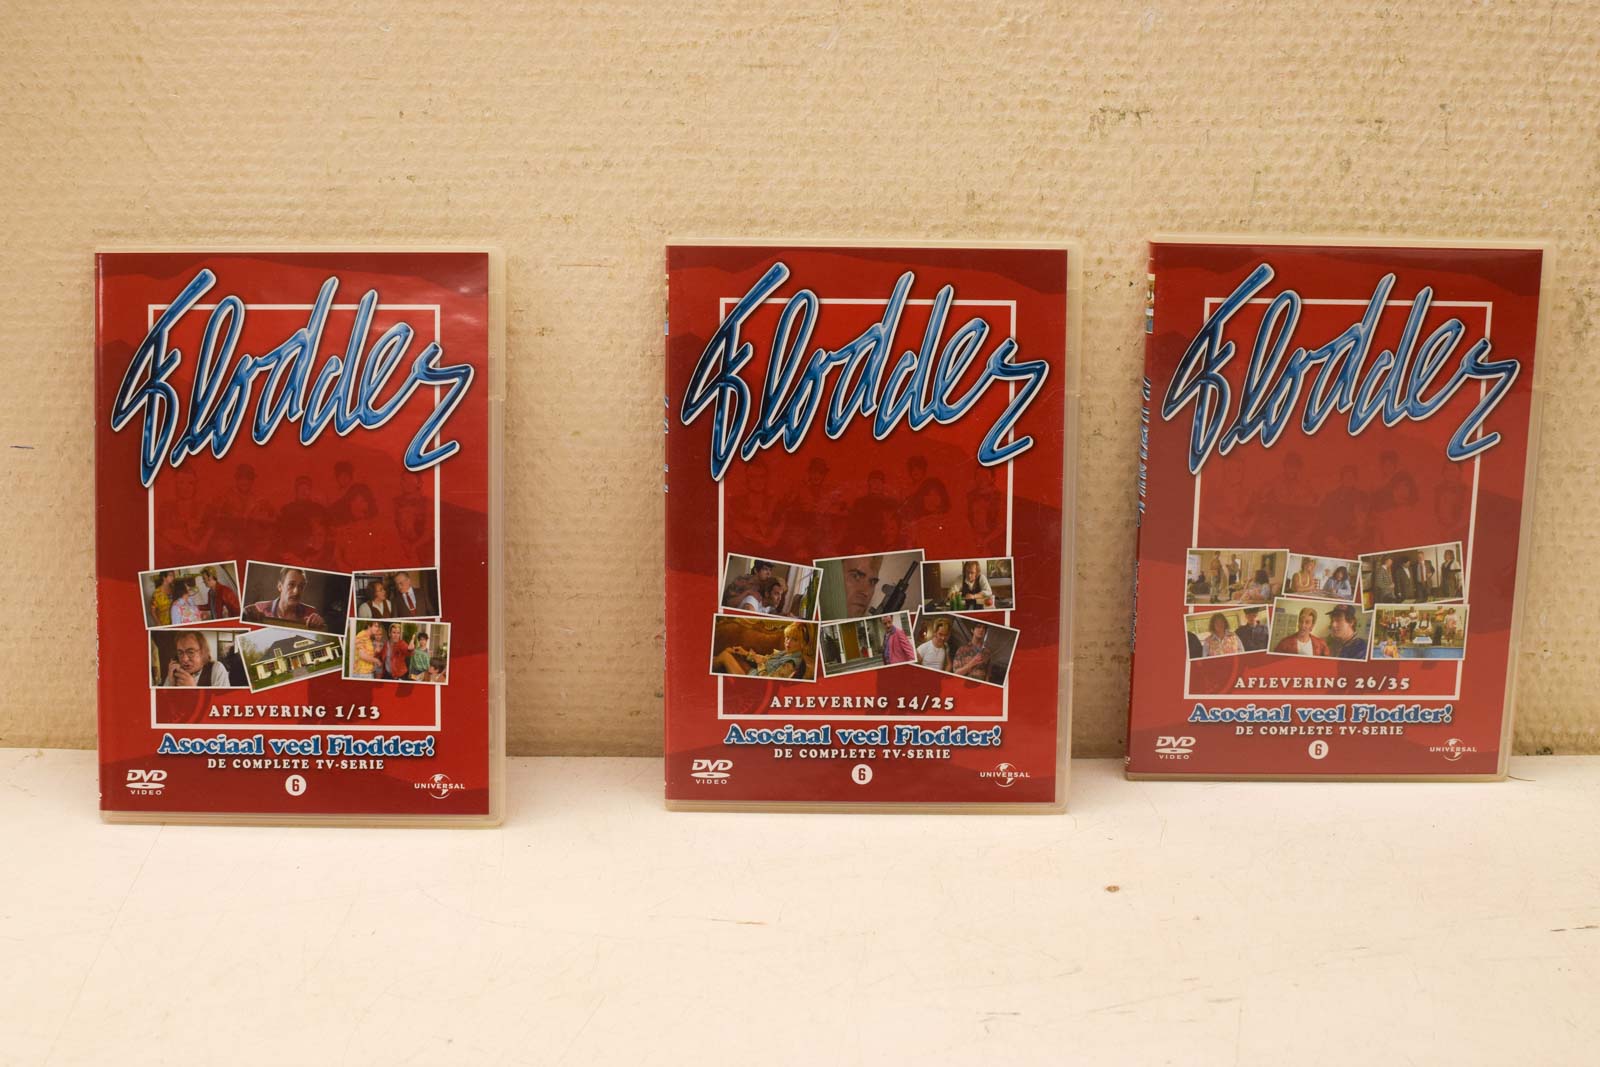 Flodder
AFLEVERING 1/13
Asociaal veel Flodder!
DE COMPLETE TV-SERIE
DVD
VIDEO
6
UNIVERSAL
Flodder
AFLEVERING 14/25
Asociaal veel Flodder!
DE COMPLETE TV-SERIE
DVD
VIDEO
6
UNIVERSAL
Flodder
AFLEVERING 26/35
Asociaal veel Flodder!
DE COMPLETE TV-SERIE
DVD
VIDEO
6
UNIVERSAL